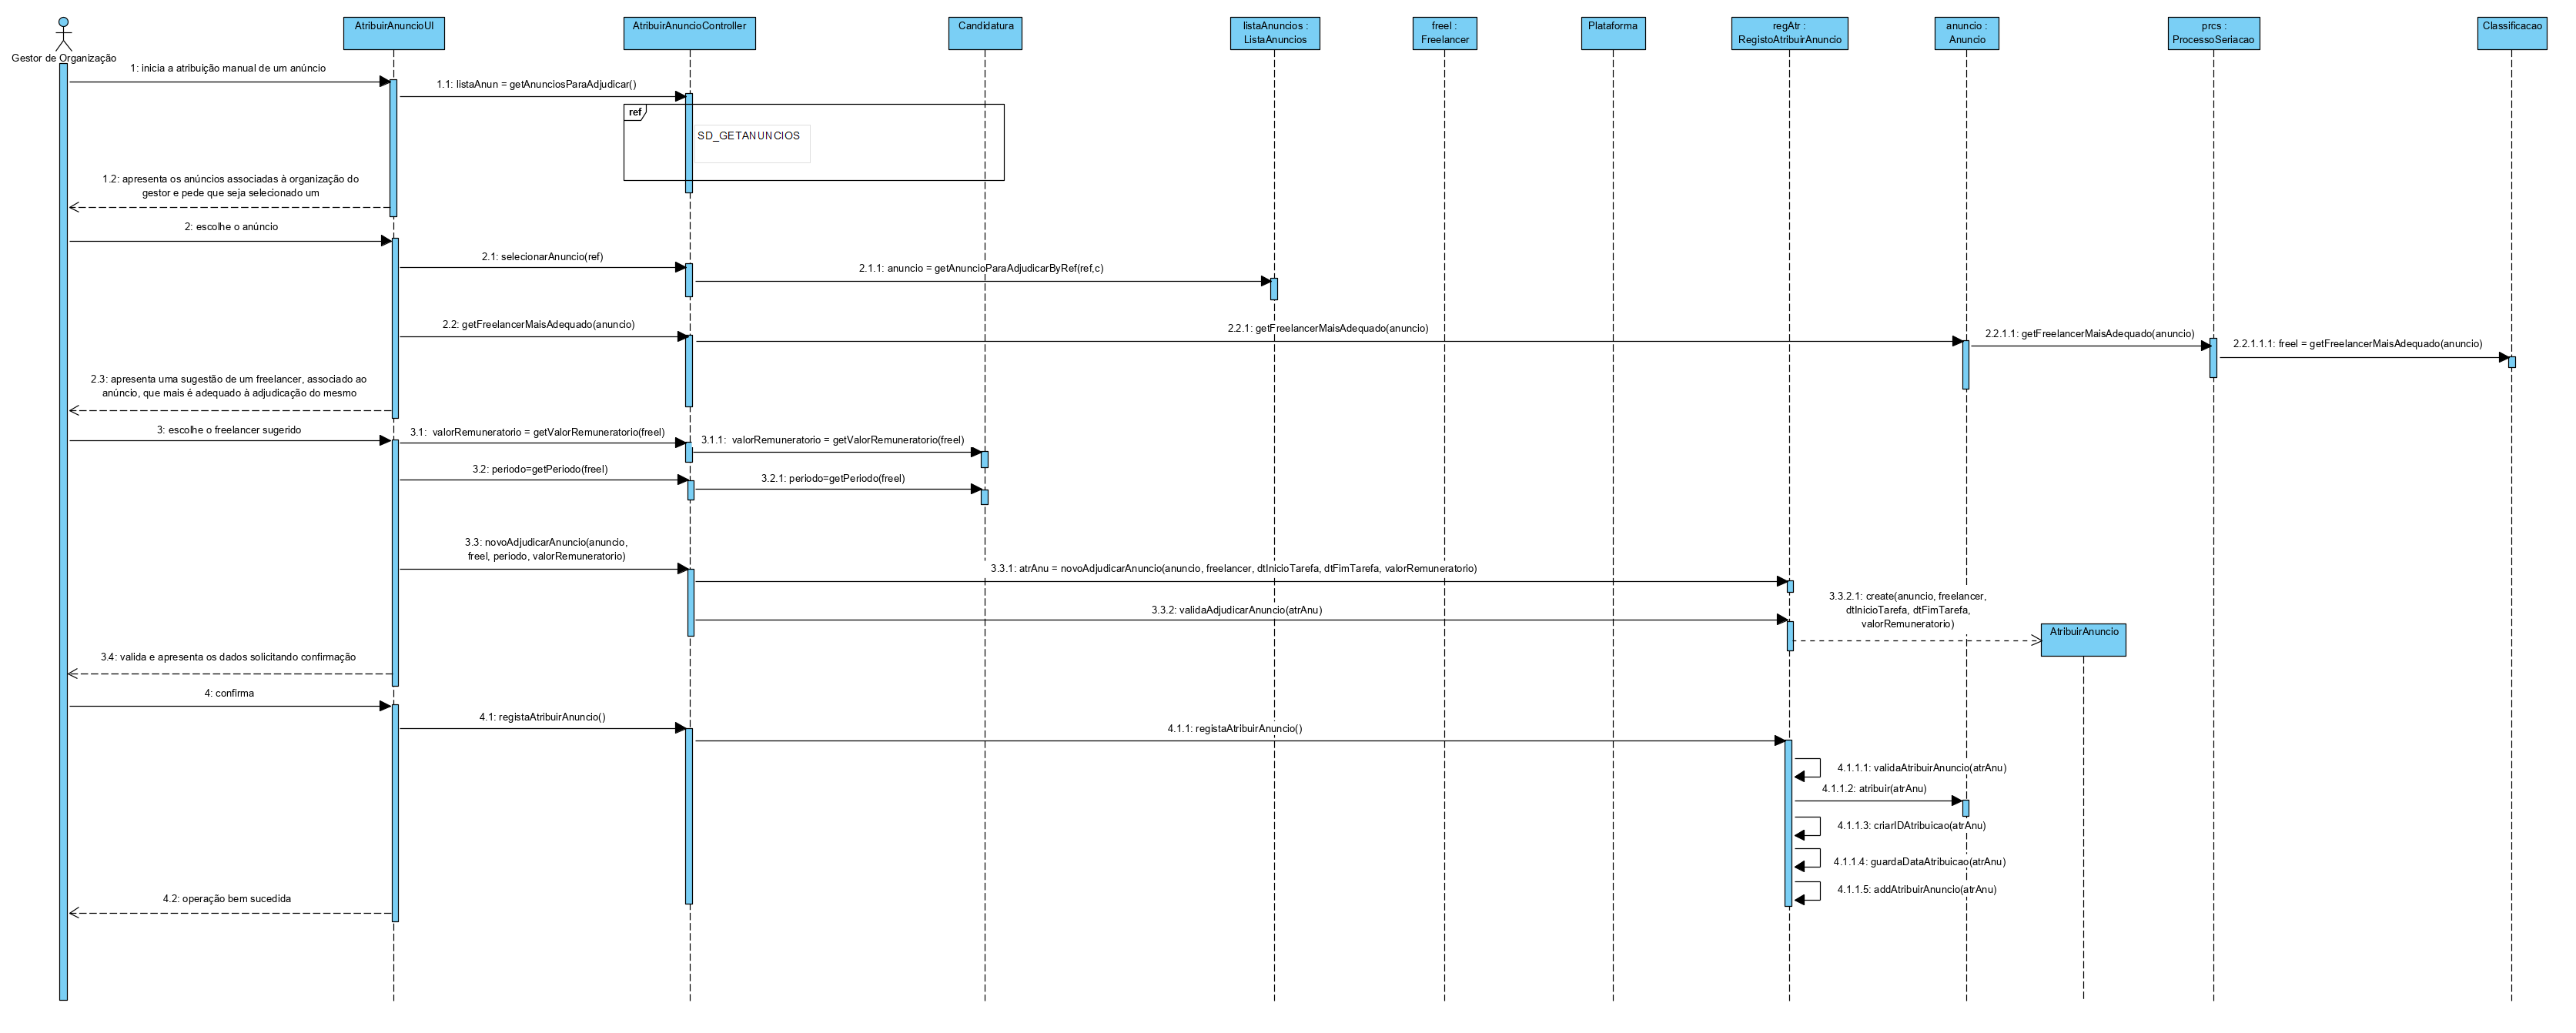 Gestor de Organização
AtribuirAnuncioUI
AtribuirAnuncioController
Candidatura
listaAnuncios :
ListaAnuncios
freel :
Freelancer
Plataforma
regAtr :
RegistoAtribuirAnuncio
anuncio :
Anuncio
prcs :
ProcessoSeriacao
Classificacao
1: inicia a atribuição manual de um anúncio
1.1: listaAnun = getAnunciosParaAdjudicar()
ref
SD_GETANUNCIOS
1.2: apresenta os anúncios associadas à organização do
gestor e pede que seja selecionado um
2: escolhe o anúncio
2.1: selecionarAnuncio(ref)
2.1.1: anuncio = getAnuncioParaAdjudicarByRef(ref,c)
2.2: getFreelancerMaisAdequado(anuncio)
2.2.1: getFreelancerMaisAdequado(anuncio)
2.2.1.1: getFreelancerMaisAdequado(anuncio)
2.2.1.1.1: freel = getFreelancerMaisAdequado(anuncio)
2.3: apresenta uma sugestão de um freelancer, associado ao
anúncio, que mais é adequado à adjudicação do mesmo
3: escolhe o freelancer sugerido
3.1:  valorRemuneratorio = getValorRemuneratorio(freel)
3.1.1:  valorRemuneratorio = getValorRemuneratorio(freel)
3.2: periodo=getPeriodo(freel)
3.2.1: periodo=getPeriodo(freel)
3.3: novoAdjudicarAnuncio(anuncio,
freel, periodo, valorRemuneratorio)
3.3.1: atrAnu = novoAdjudicarAnuncio(anuncio, freelancer, dtInicioTarefa, dtFimTarefa, valorRemuneratorio)
3.3.2: validaAdjudicarAnuncio(atrAnu)
3.3.2.1: create(anuncio, freelancer,
dtInicioTarefa, dtFimTarefa,
valorRemuneratorio)
AtribuirAnuncio
3.4: valida e apresenta os dados solicitando confirmação
4: confirma
4.1: registaAtribuirAnuncio()
4.1.1: registaAtribuirAnuncio()
4.1.1.1: validaAtribuirAnuncio(atrAnu)
4.1.1.2: atribuir(atrAnu)
4.1.1.3: criarIDAtribuicao(atrAnu)
4.1.1.4: guardaDataAtribuicao(atrAnu)
4.1.1.5: addAtribuirAnuncio(atrAnu)
4.2: operação bem sucedida